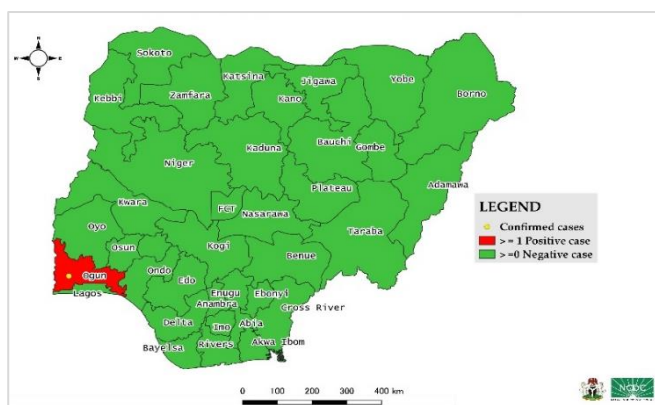 N
W E
S
Sokoto
Katsina
Jigawa
Yobe
Borno
Kebbi
Zamfara
Kano
Bauchi
Gombe
Kaduna
Niger
Adamawa
Plateau
Kwara
FCT
Nasarawa
Taraba
Oyo
Osun
Kogi
Benue
Ogun
Lagos
Ondo
Edo
Enugu
Ebonyi
Anambra
Cross River
Delta
Imo
Abia
Bayelsa
Rivers
Akwa Ibom
LEGEND
Confirmed cases
>= 1 Positive case
>=0 Negative case
0 100 200 300 400 km
NCDC